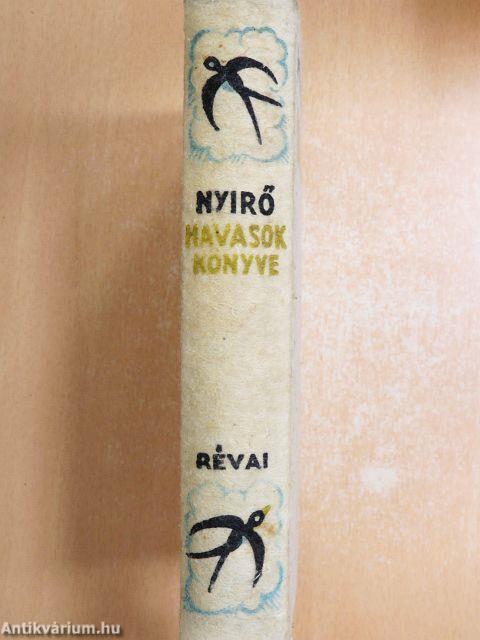 NYIRŐ
HAVASOK
KÖNYVE
RÉVAI
Antikvárium.hu